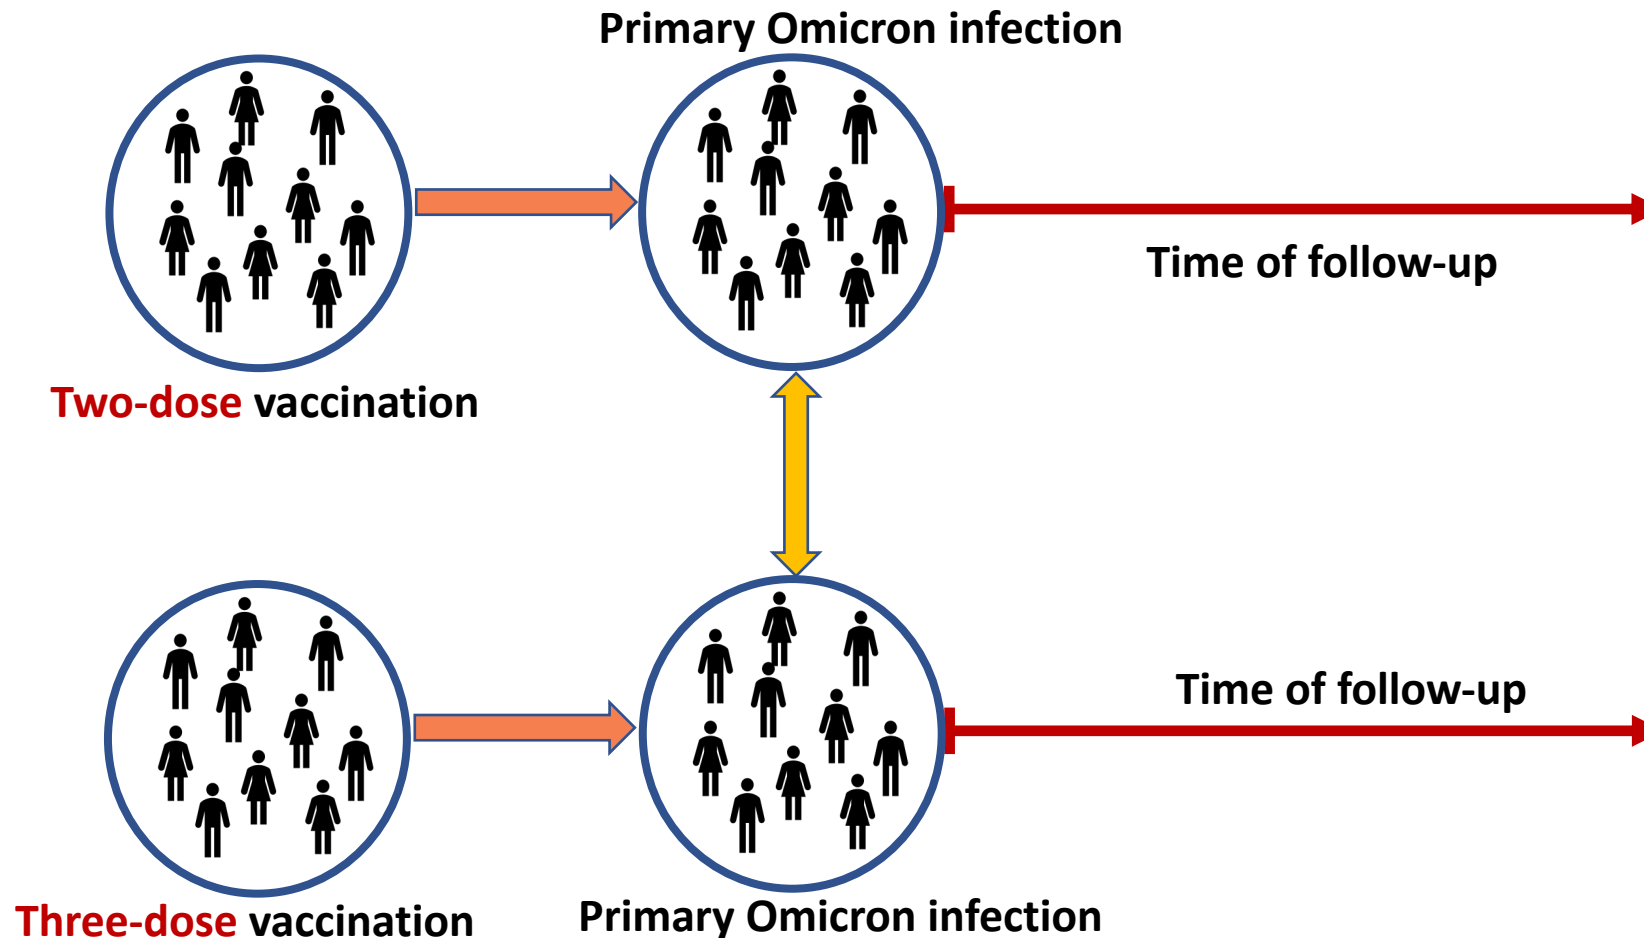 Primary Omicron infection
Time of follow-up
Two-dose vaccination
Time of follow-up
Three-dose vaccination
Primary Omicron infection